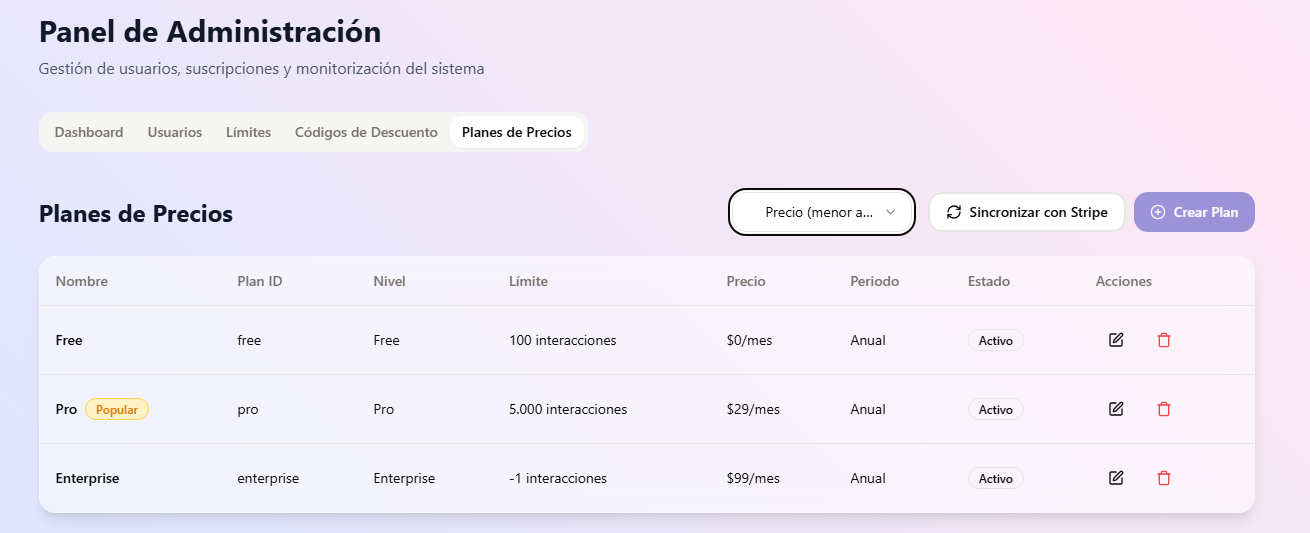 Panel de Administración
Gestión de usuarios, suscripciones y monitorización del sistema
Dashboard Usuarios Límites Códigos de Descuento Planes de Precios
Planes de Precios Precio (menor a... Sincronizar con Stripe Crear Plan
Nombre Plan ID Nivel Límite Precio Periodo Estado Acciones
Free free Free 100 interacciones $0/mes Anual Activo
Pro Popular pro Pro 5.000 interacciones $29/mes Anual Activo
Enterprise enterprise Enterprise -1 interacciones $99/mes Anual Activo